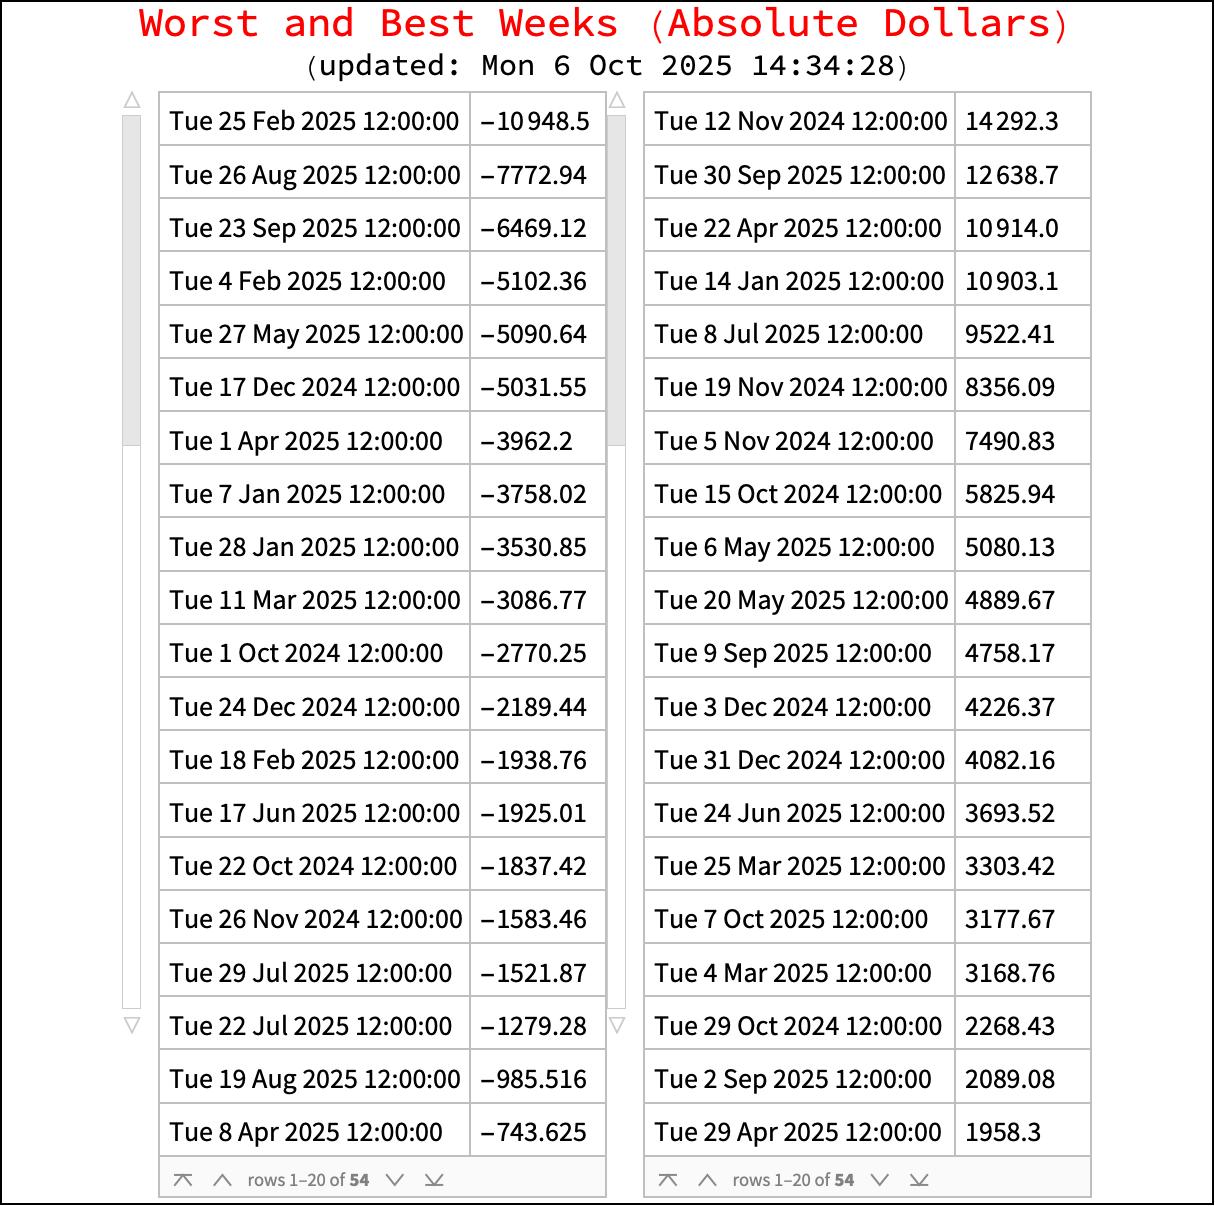 Worst and Best Weeks (Absolute Dollars)
(updated: Mon 6 Oct 2025 14:34:28)
Tue 25 Feb 2025 12:00:00 −10 948.5 Tue 12 Nov 2024 12:00:00 14 292.3
Tue 26 Aug 2025 12:00:00 −7772.94 Tue 30 Sep 2025 12:00:00 12 638.7
Tue 23 Sep 2025 12:00:00 −6469.12 Tue 22 Apr 2025 12:00:00 10 914.0
Tue 4 Feb 2025 12:00:00 −5102.36 Tue 14 Jan 2025 12:00:00 10 903.1
Tue 27 May 2025 12:00:00 −5090.64 Tue 8 Jul 2025 12:00:00 9522.41
Tue 17 Dec 2024 12:00:00 −5031.55 Tue 19 Nov 2024 12:00:00 8356.09
Tue 1 Apr 2025 12:00:00 −3962.2 Tue 5 Nov 2024 12:00:00 7490.83
Tue 7 Jan 2025 12:00:00 −3758.02 Tue 15 Oct 2024 12:00:00 5825.94
Tue 28 Jan 2025 12:00:00 −3530.85 Tue 6 May 2025 12:00:00 5080.13
Tue 11 Mar 2025 12:00:00 −3086.77 Tue 20 May 2025 12:00:00 4889.67
Tue 1 Oct 2024 12:00:00 −2770.25 Tue 9 Sep 2025 12:00:00 4758.17
Tue 24 Dec 2024 12:00:00 −2189.44 Tue 3 Dec 2024 12:00:00 4226.37
Tue 18 Feb 2025 12:00:00 −1938.76 Tue 31 Dec 2024 12:00:00 4082.16
Tue 17 Jun 2025 12:00:00 −1925.01 Tue 24 Jun 2025 12:00:00 3693.52
Tue 22 Oct 2024 12:00:00 −1837.42 Tue 25 Mar 2025 12:00:00 3303.42
Tue 26 Nov 2024 12:00:00 −1583.46 Tue 7 Oct 2025 12:00:00 3177.67
Tue 29 Jul 2025 12:00:00 −1521.87 Tue 4 Mar 2025 12:00:00 3168.76
Tue 22 Jul 2025 12:00:00 −1279.28 Tue 29 Oct 2024 12:00:00 2268.43
Tue 19 Aug 2025 12:00:00 −985.516 Tue 2 Sep 2025 12:00:00 2089.08
Tue 8 Apr 2025 12:00:00 −743.625 Tue 29 Apr 2025 12:00:00 1958.3
rows 1–20 of 54 rows 1–20 of 54